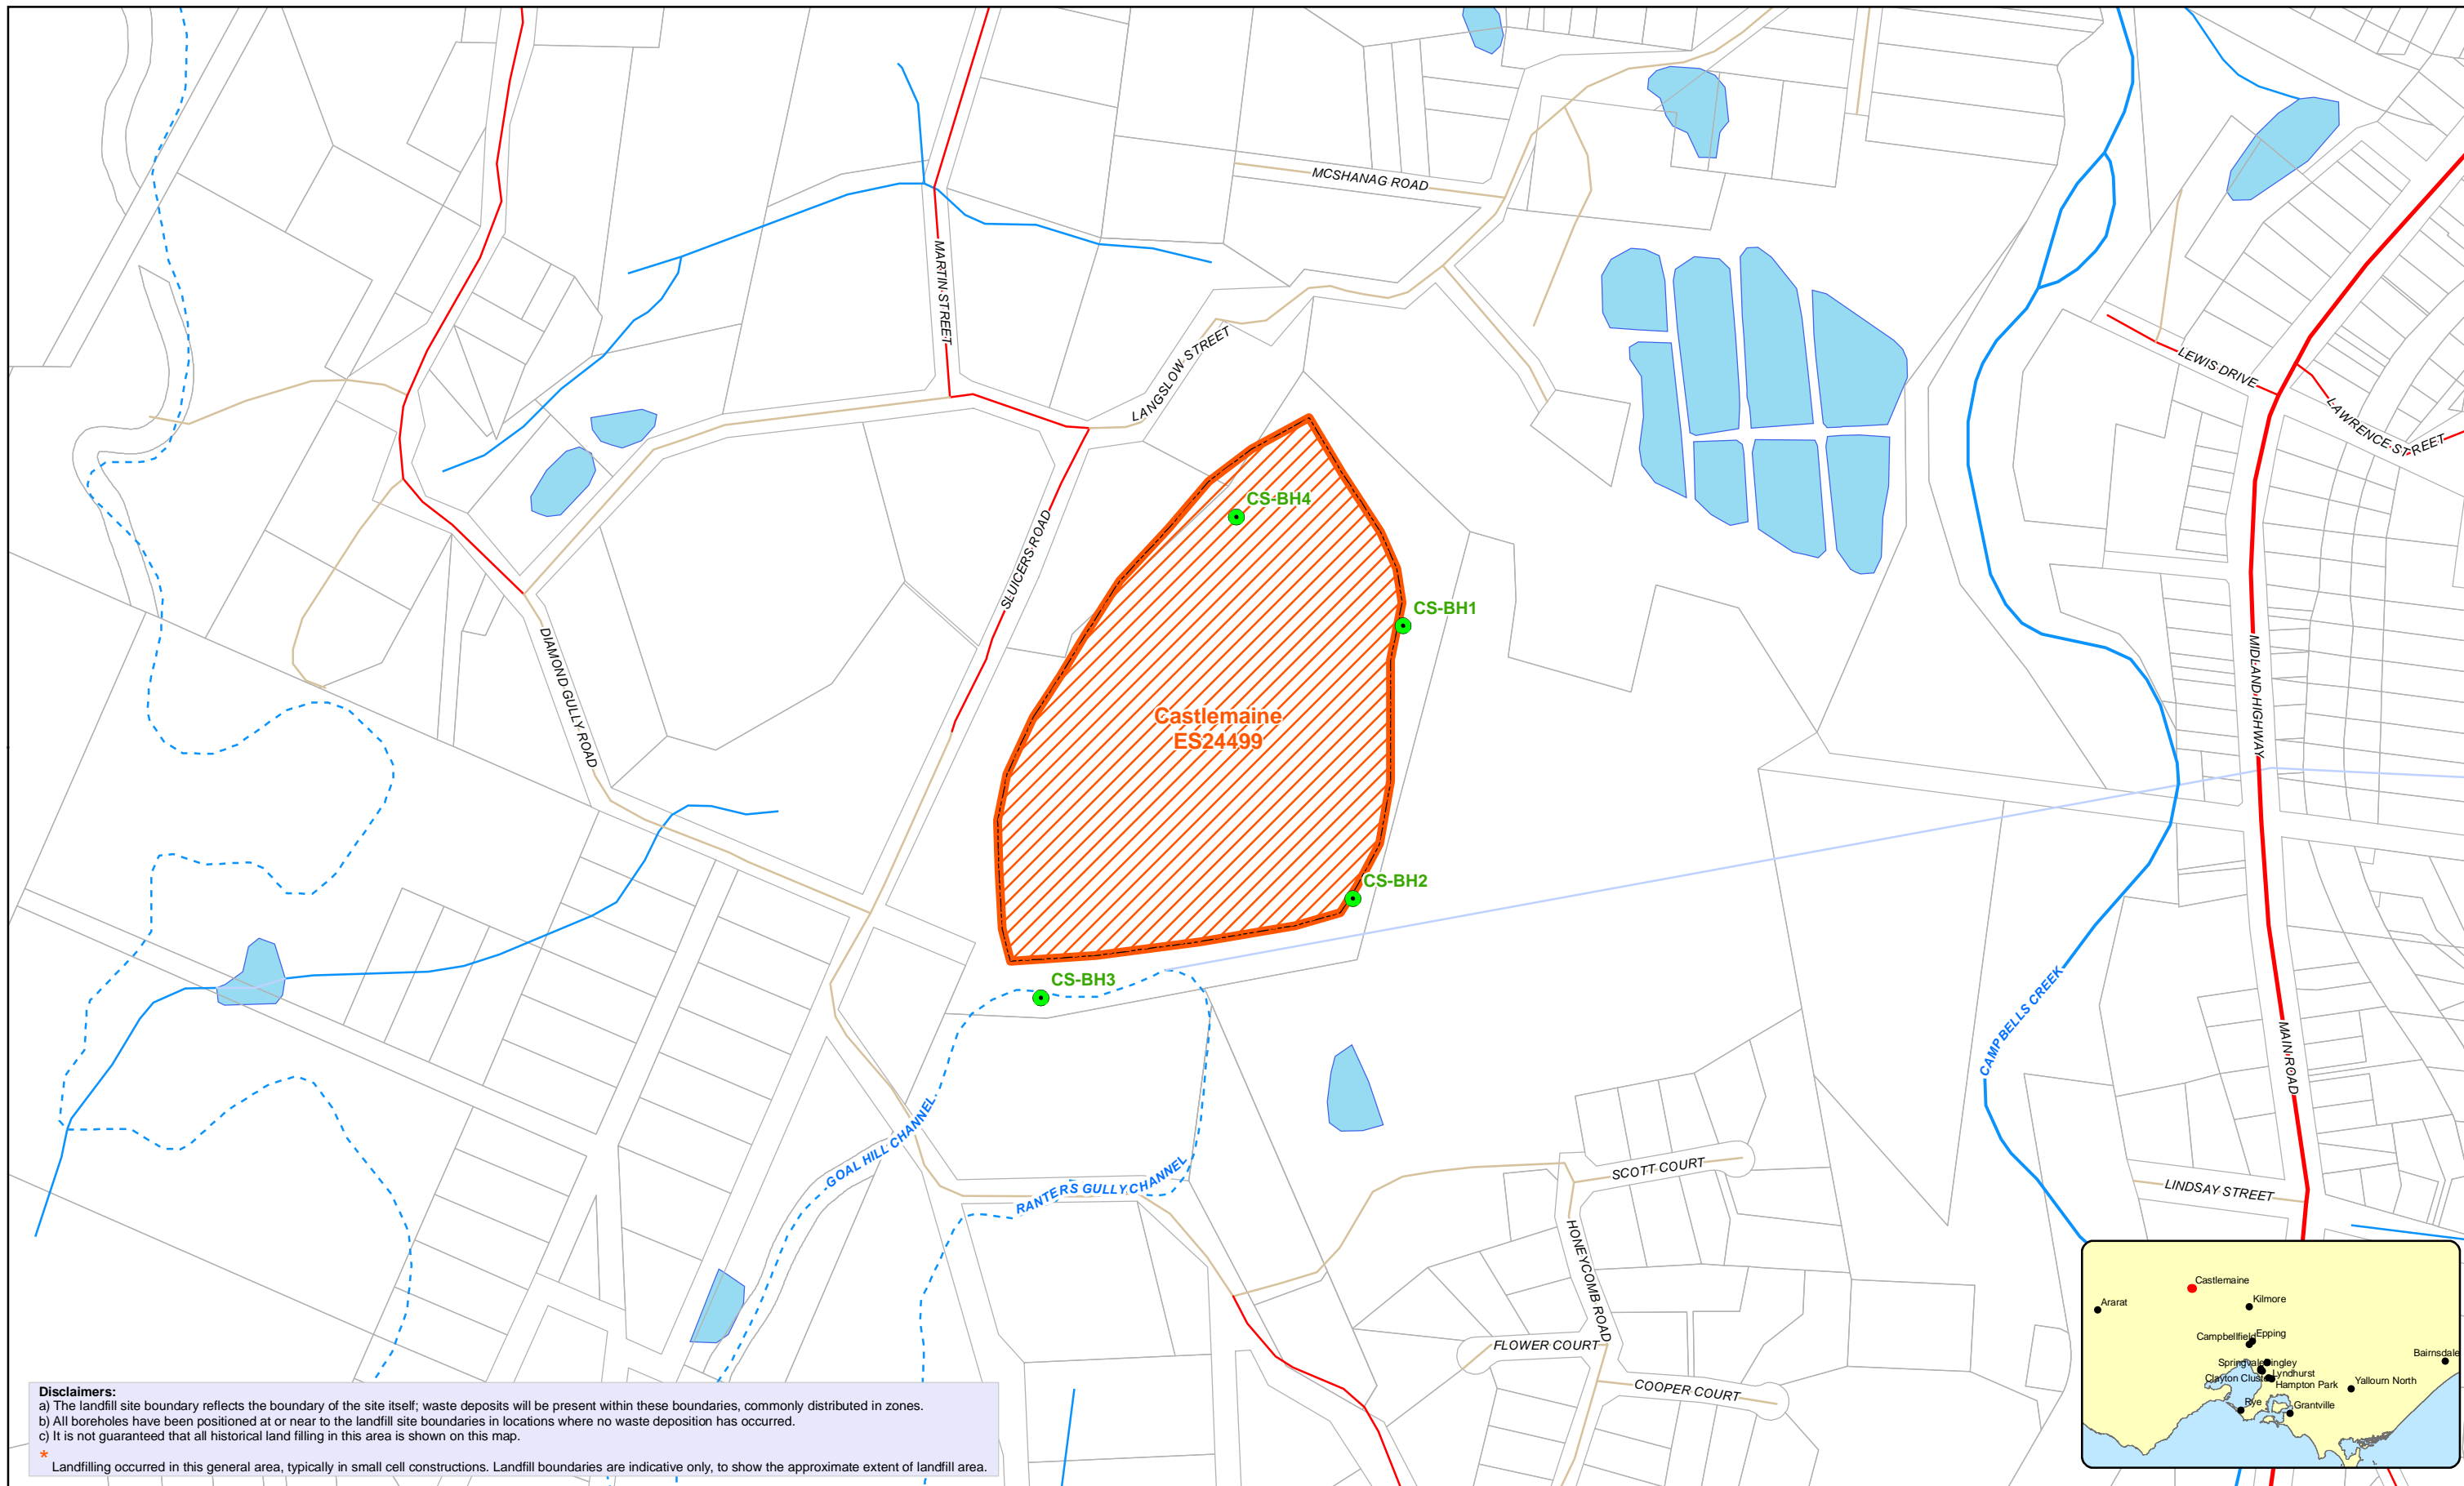 MCSHANAG ROAD
MARTIN STREET
LANGSLOW STREET
LEWIS DRIVE
LAWRENCE STREET
CS-BH4
SLUICERS ROAD
CS-BH1
DIAMOND GULLY ROAD
MIDLAND HIGHWAY
Castlemaine
ES24499
CS-BH2
CS-BH3
CAMPBELLS CREEK
MAIN ROAD
GOAL HILL CHANNEL
RANTERS GULLY CHANNEL
SCOTT COURT
LINDSAY STREET
HONEYCOMB ROAD
FLOWER COURT
COOPER COURT
Castlemaine
Ararat
Kilmore
Epping
Campbellfield
Bairnsdale
Lyndhurst
Hampton Park
Yallourn North
Rye
Grantville
Disclaimers:
a) The landfill site boundary reflects the boundary of the site itself; waste deposits will be present within these boundaries, commonly distributed in zones.
b) All boreholes have been positioned at or near to the landfill site boundaries in locations where no waste deposition has occurred.
c) It is not guaranteed that all historical land filling in this area is shown on this map.
*
Landfilling occurred in this general area, typically in small cell constructions. Landfill boundaries are indicative only, to show the approximate extent of landfill area.